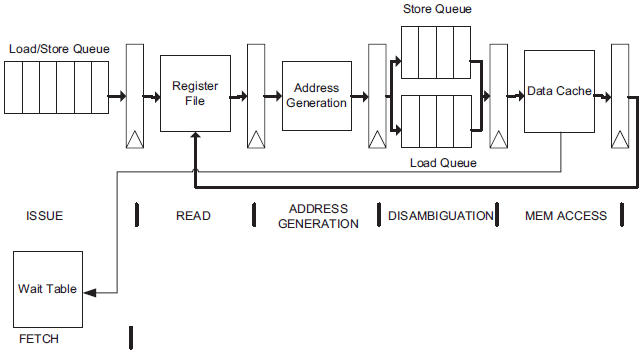 Store Queue
Load/Store Queue
Register
File
Address
Generation
Data Cache
Load Queue
ISSUE
READ
ADDRESS
GENERATION
DISAMBIGUATION
MEM ACCESS
Wait Table
FETCH